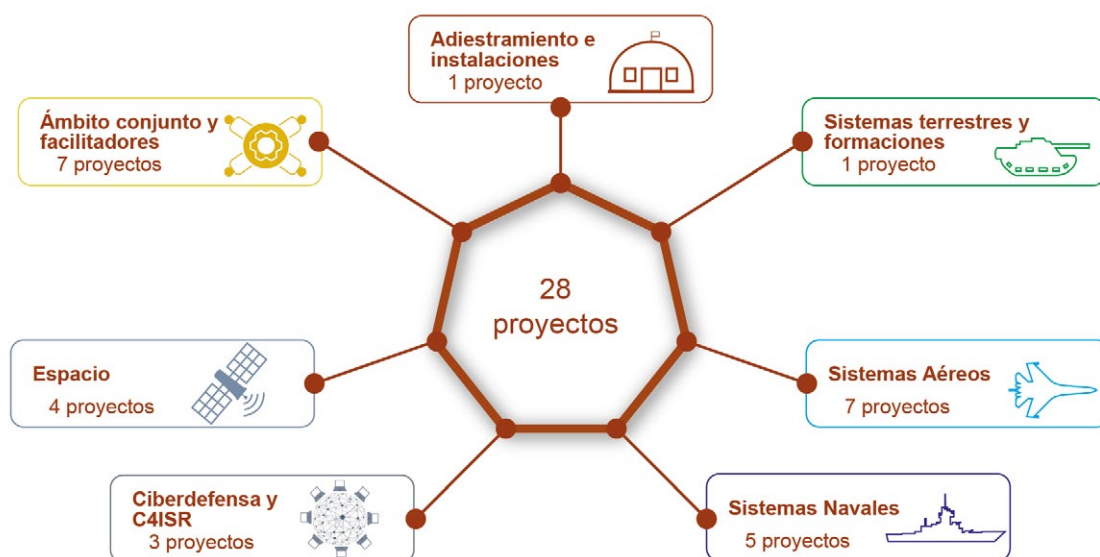 Adiestramiento e
instalaciones
1 proyecto
Ámbito conjunto y
facilitadores
7 proyectos
Sistemas terrestres y
formaciones
1 proyecto
28
proyectos
Espacio
4 proyectos
Sistemas Aéreos
7 proyectos
Ciberdefensa y
C4ISR
3 proyectos
Sistemas Navales
5 proyectos